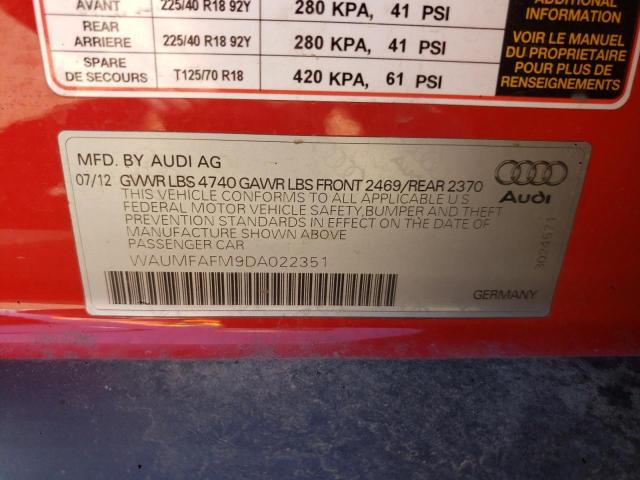 AVANT 225/40 R18 92Y 280 KPA, 41 PSI
REAR
ARRIERE 225/40 R18 92Y 280 KPA, 41 PSI
SPARE
DE SECOURS T125/70 R18 420 KPA, 61 PSI
ADDITIONAL
INFORMATION
VOIR LE MANUEL
DU PROPRIETAIRE
POUR PLUS DE
RENSEIGNEMENTS
MFD. BY AUDI AG
07/12 GVWR LBS 4740 GAWR LBS FRONT 2469/REAR 2370
THIS VEHICLE CONFORMS TO ALL APPLICABLE U S
FEDERAL MOTOR VEHICLE SAFETY,BUMPER AND THEFT
PREVENTION STANDARDS IN EFFECT ON THE DATE OF
MANUFACTURE SHOWN ABOVE
PASSENGER CAR
WAUMFAFM9DA022351
Audi
3024571
GERMANY